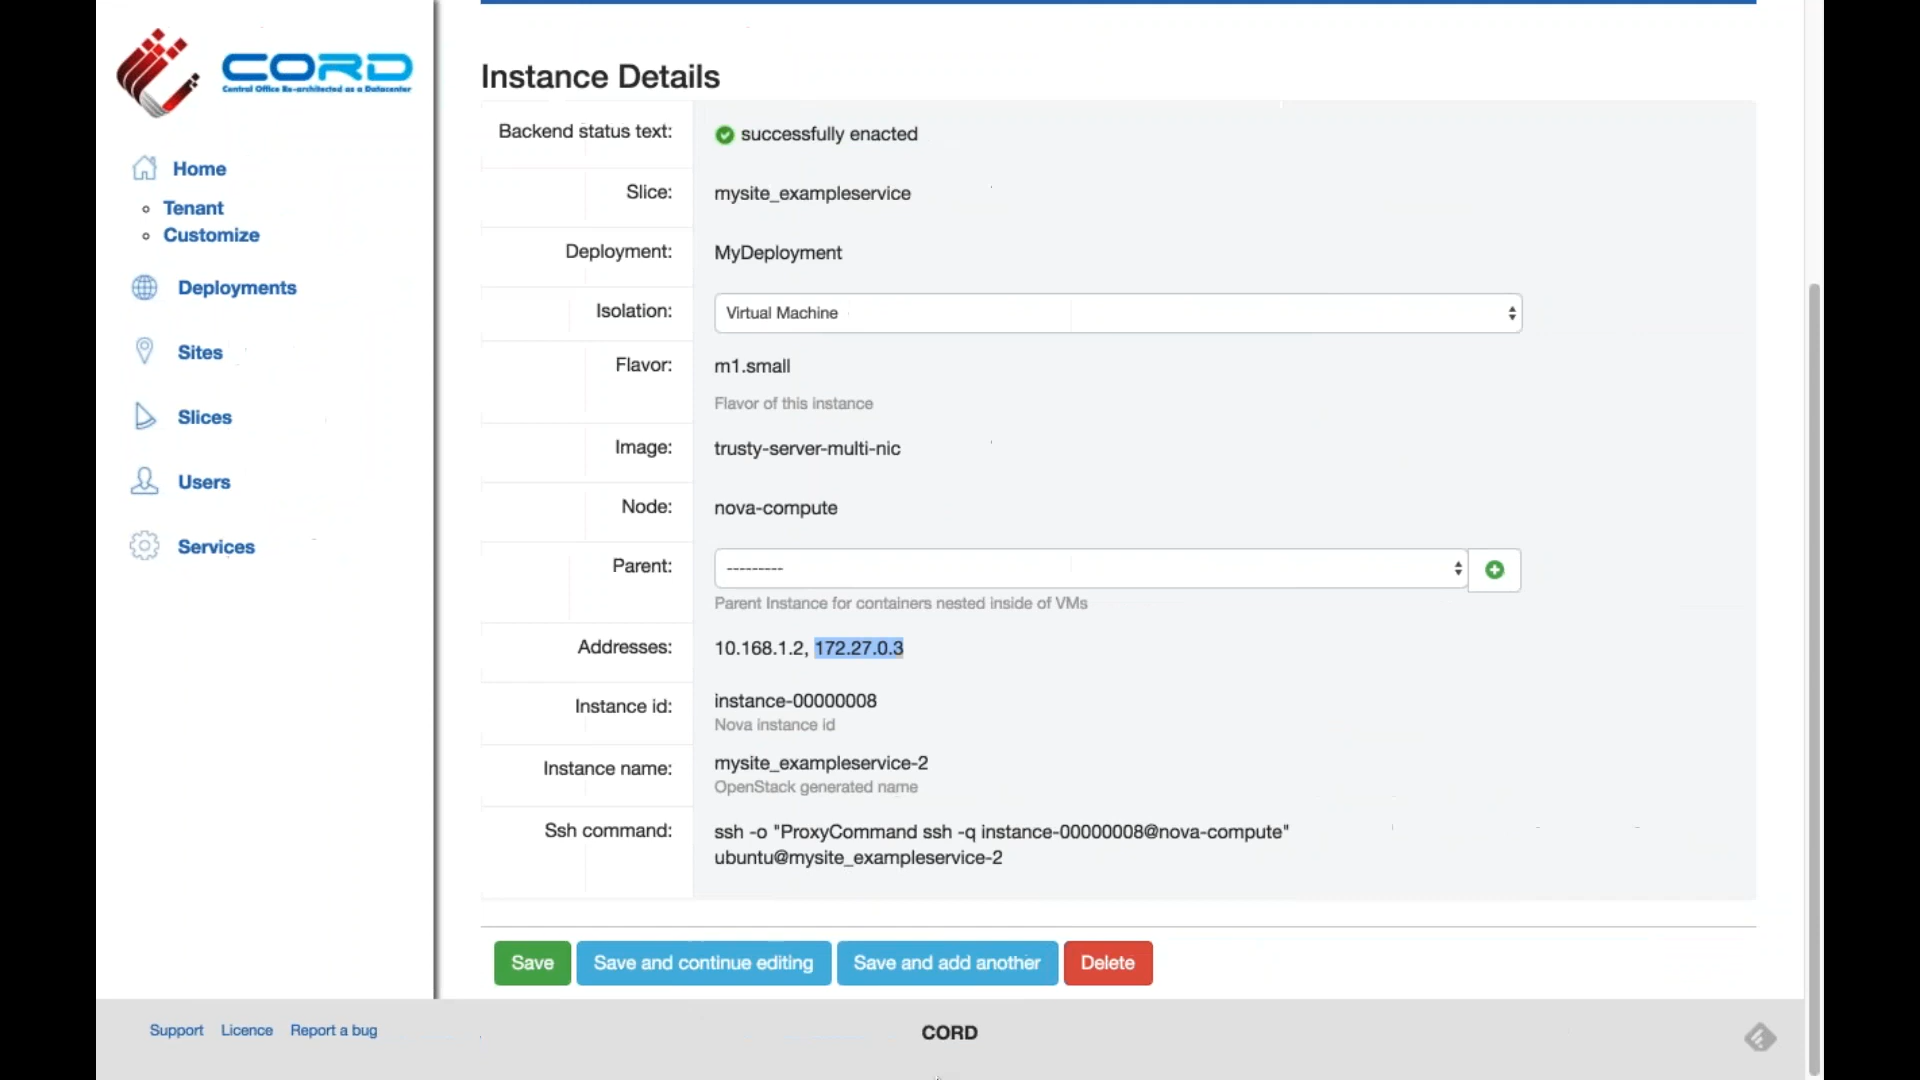 CORD
Central Office Re-architected as a Datacenter
Home
Tenant
Customize
Deployments
Sites
Slices
Users
Services
Instance Details
Backend status text: successfully enacted
Slice: mysite_exampleservice
Deployment: MyDeployment
Isolation: Virtual Machine
Flavor: m1.small
Flavor of this instance
Image: trusty-server-multi-nic
Node: nova-compute
Parent: ---------
Parent Instance for containers nested inside of VMs
Addresses: 10.168.1.2, 172.27.0.3
Instance id: instance-00000008
Nova instance id
Instance name: mysite_exampleservice-2
OpenStack generated name
Ssh command: ssh -o "ProxyCommand ssh -q instance-00000008@nova-compute"
ubuntu@mysite_exampleservice-2
Save Save and continue editing Save and add another Delete
Support Licence Report a bug CORD